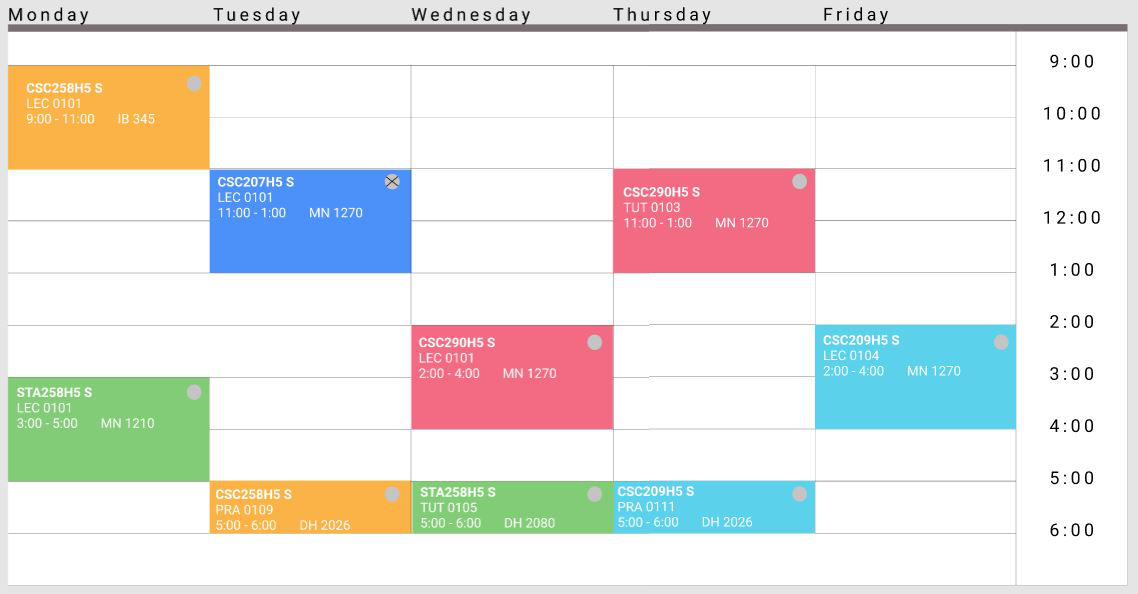 Monday Tuesday Wednesday Thursday Friday
9:00
CSC258H5 S
LEC 0101
9:00 - 11:00 IB 345
10:00
11:00
CSC207H5 S
LEC 0101
11:00 - 1:00 MN 1270
CSC290H5 S
TUT 0103
11:00 - 1:00 MN 1270
12:00
1:00
2:00
CSC290H5 S
LEC 0101
2:00 - 4:00 MN 1270
CSC209H5 S
LEC 0104
2:00 - 4:00 MN 1270
3:00
STA258H5 S
LEC 0101
3:00 - 5:00 MN 1210
4:00
5:00
CSC258H5 S
PRA 0109
5:00 - 6:00 DH 2026
STA258H5 S
TUT 0105
5:00 - 6:00 DH 2080
CSC209H5 S
PRA 0111
5:00 - 6:00 DH 2026
6:00